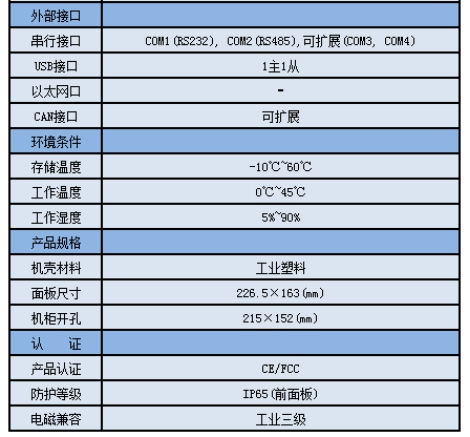 外部接口
串行接口 COM1(RS232), COM2(RS485),可扩展(COM3, COM4)
USB接口 1主1从
以太网口 -
CAN接口 可扩展
环境条件
存储温度 -10℃~60℃
工作温度 0℃~45℃
工作湿度 5%~90%
产品规格
机壳材料 工业塑料
面板尺寸 226.5×163(mm)
机柜开孔 215×152(mm)
认 证
产品认证 CE/FCC
防护等级 IP65(前面板)
电磁兼容 工业三级